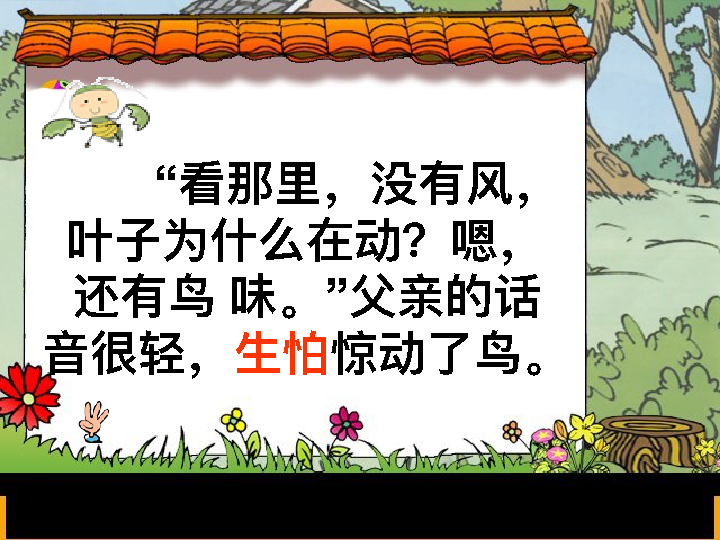 “看那里，没有风，
叶子为什么在动？嗯，
还有鸟 味。”父亲的话
音很轻，生怕惊动了鸟。